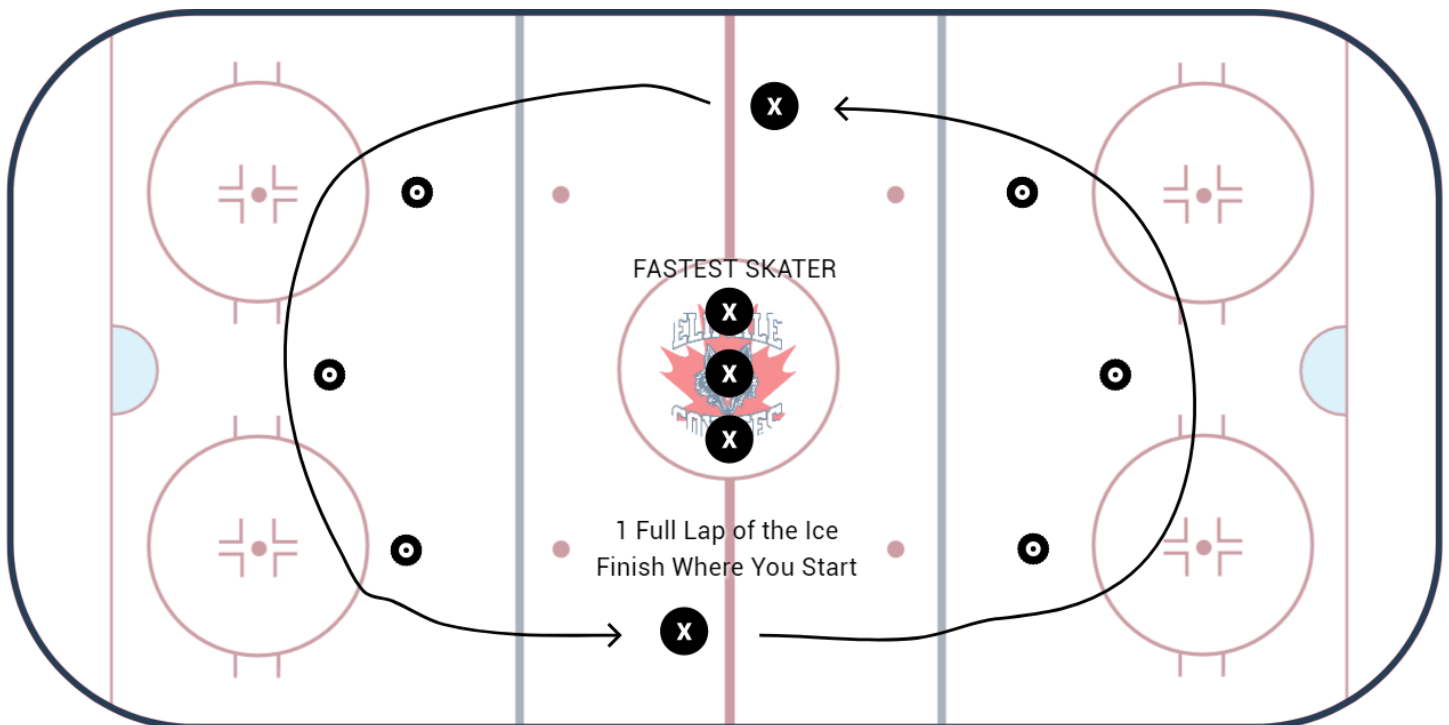 X
FASTEST SKATER
X
X
X
1 Full Lap of the Ice
Finish Where You Start
X